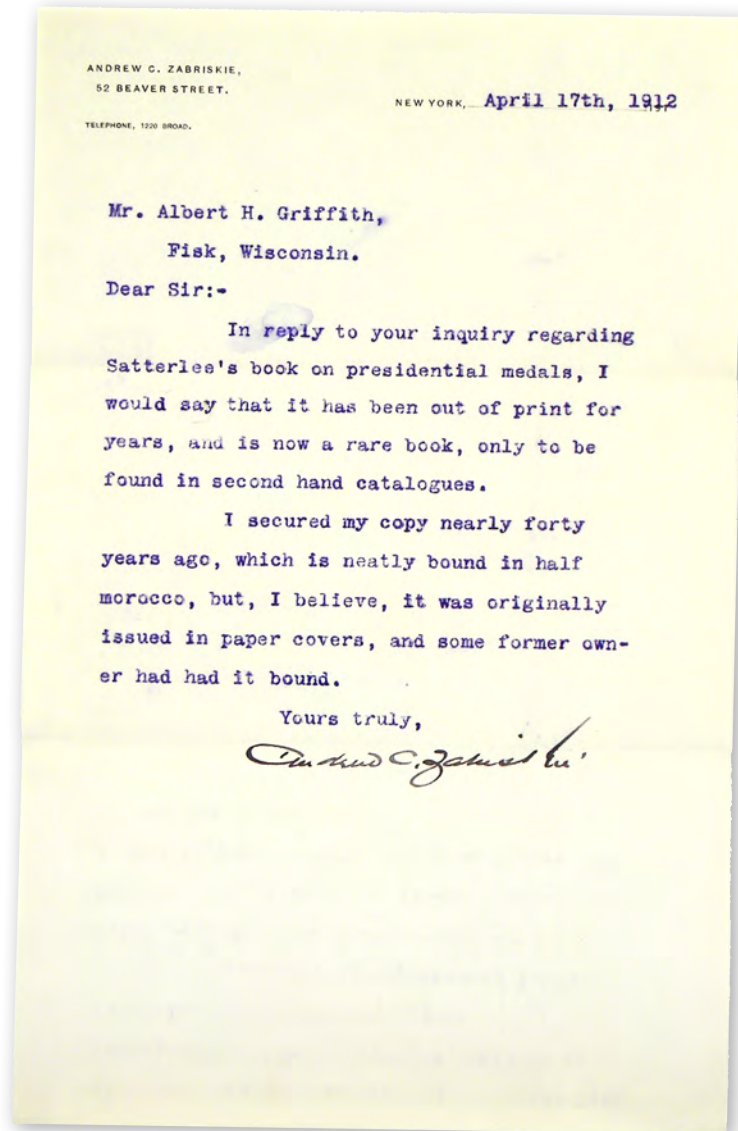 ANDREW C. ZABRISKIE,
52 BEAVER STREET.
TELEPHONE, 1220 BROAD.
NEW YORK, April 17th, 1912
Mr. Albert H. Griffith,
Fisk, Wisconsin.
Dear Sir:-
In reply to your inquiry regarding
Satterlee's book on presidential medals, I
would say that it has been out of print for
years, and is now a rare book, only to be
found in second hand catalogues.
I secured my copy nearly forty
years ago, which is neatly bound in half
morocco, but, I believe, it was originally
issued in paper covers, and some former own-
er had had it bound.
Yours truly,
Andrew C. Zabriskie